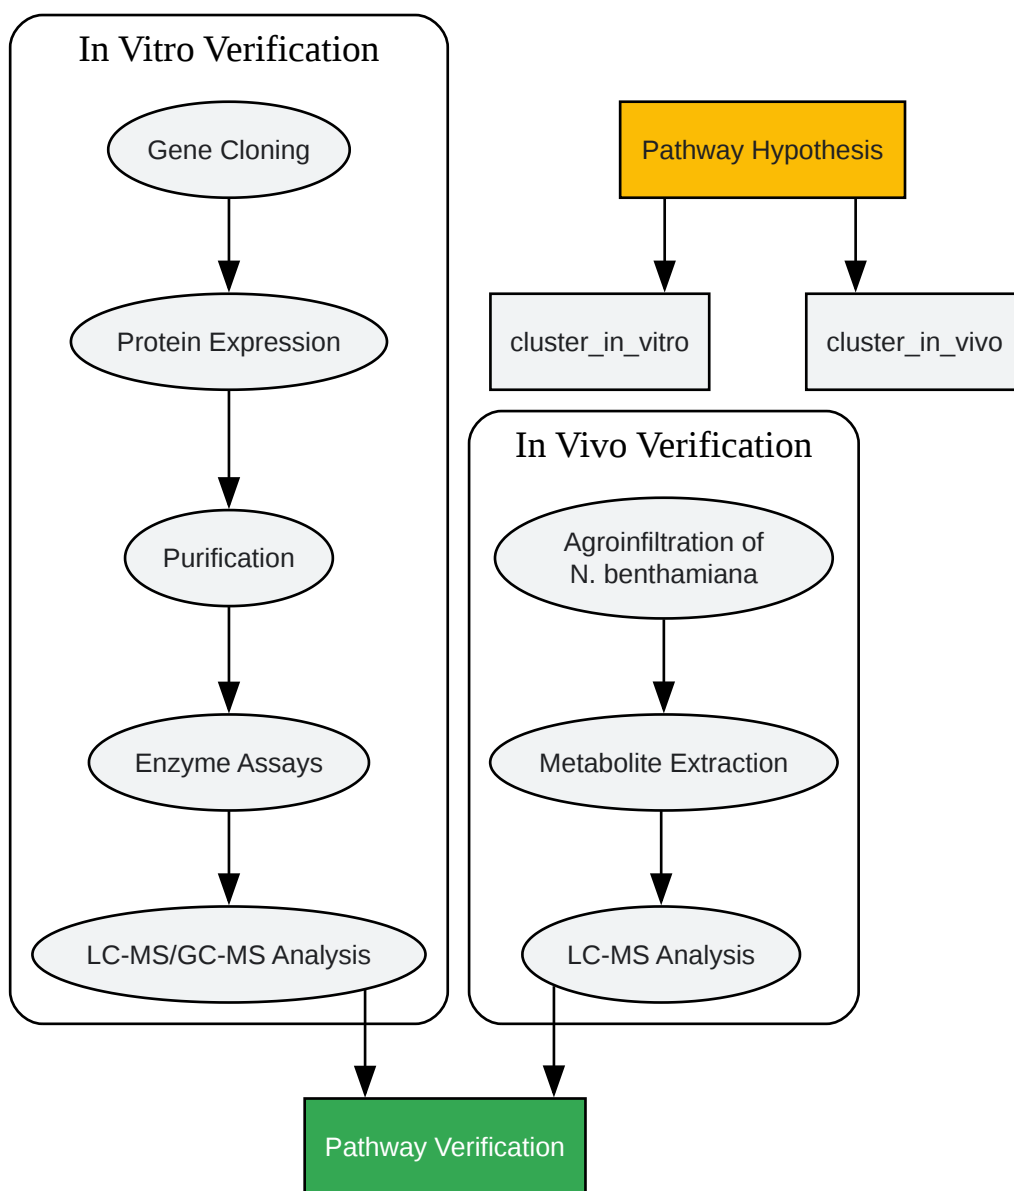 In Vitro Verification
Gene Cloning
Protein Expression
Purification
Enzyme Assays
LC-MS/GC-MS Analysis
Pathway Hypothesis
cluster_in_vitro
cluster_in_vivo
In Vivo Verification
Agroinfiltration of
N. benthamiana
Metabolite Extraction
LC-MS Analysis
Pathway Verification